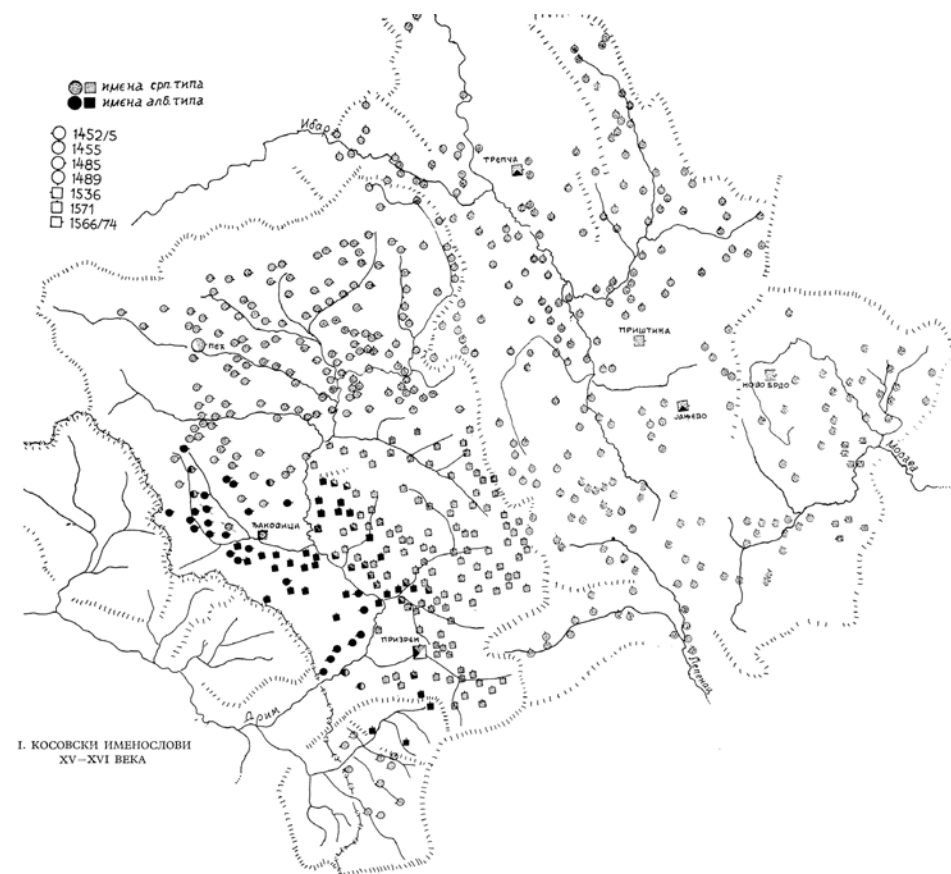 имена срп. типа
имена алб. типа
1452/5
1455
1485
1489
1536
1571
1566/74
Ибар
ТРЕПЧА
ПРИШТИНА
ПЕЋ
НОВО БРДО
ЈАЊЕВО
Морава
ЂАКОВИЦА
ПРИЗРЕН
Лепенац
Дрим
I. КОСОВСКИ ИМЕНОСЛОВИ
XV–XVI ВЕКА